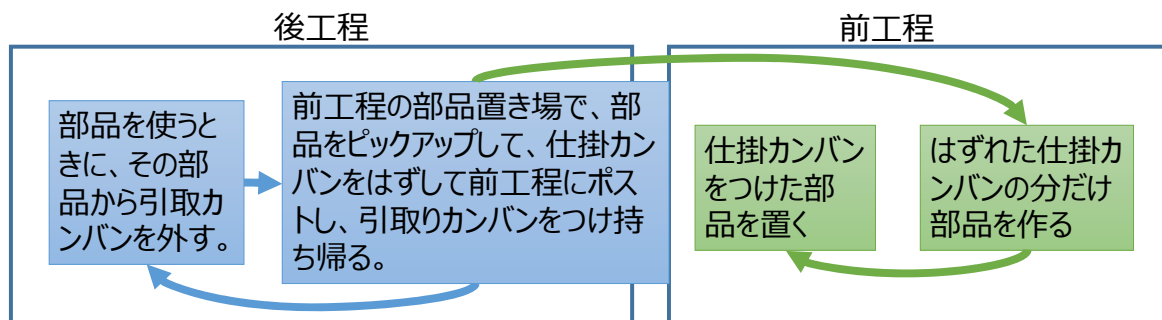 後工程
前工程
部品を使うと
きに、その部
品から引取カ
ンバンを外す。
前工程の部品置き場で、部
品をピックアップして、仕掛カン
バンをはずして前工程にポス
トし、引取りカンバンをつけ持
ち帰る。
仕掛カンバン
をつけた部
品を置く
はずれた仕掛カ
ンバンの分だけ
部品を作る